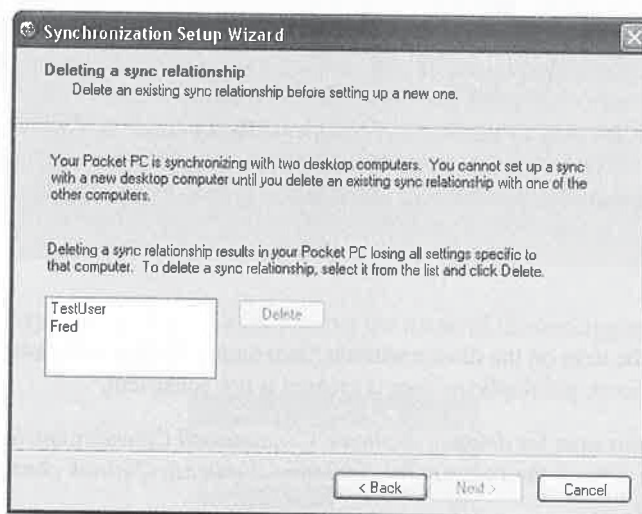 Synchronization Setup Wizard
Deleting a sync relationship
Delete an existing sync relationship before setting up a new one.
Your Pocket PC is synchronizing with two desktop computers. You cannot set up a sync
with a new desktop computer until you delete an existing sync relationship with one of the
other computers.
Deleting a sync relationship results in your Pocket PC losing all settings specific to
that computer. To delete a sync relationship, select it from the list and click Delete.
TestUser
Fred
Delete
< Back
Next >
Cancel